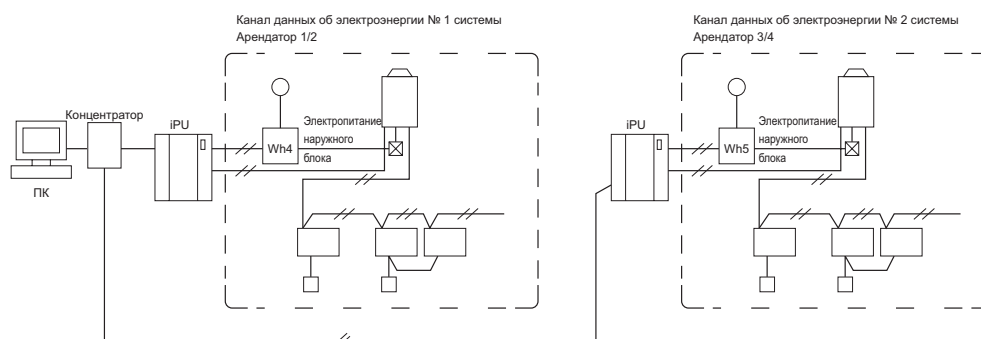 Канал данных об электроэнергии № 1 системы
Арендатор 1/2
Концентратор
iPU
Wh4
Электропитание
наружного
блока
ПК
Канал данных об электроэнергии № 2 системы
Арендатор 3/4
iPU
Wh5
Электропитание
наружного
блока